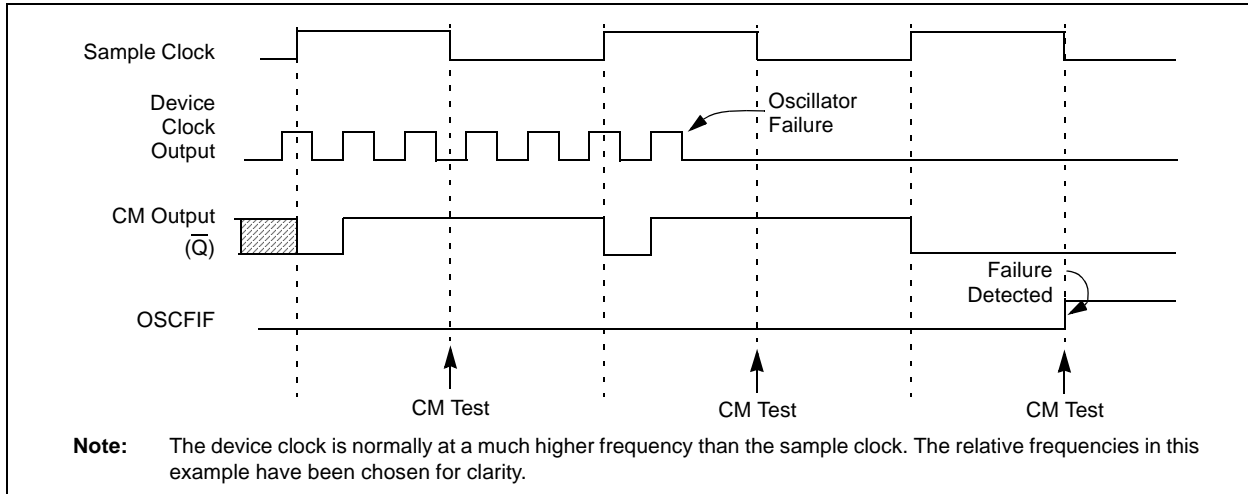 Sample Clock
Device
Clock
Output
Oscillator
Failure
CM Output
(Q̅)
Failure
Detected
OSCFIF
CM Test
CM Test
CM Test
Note: The device clock is normally at a much higher frequency than the sample clock. The relative frequencies in this
example have been chosen for clarity.